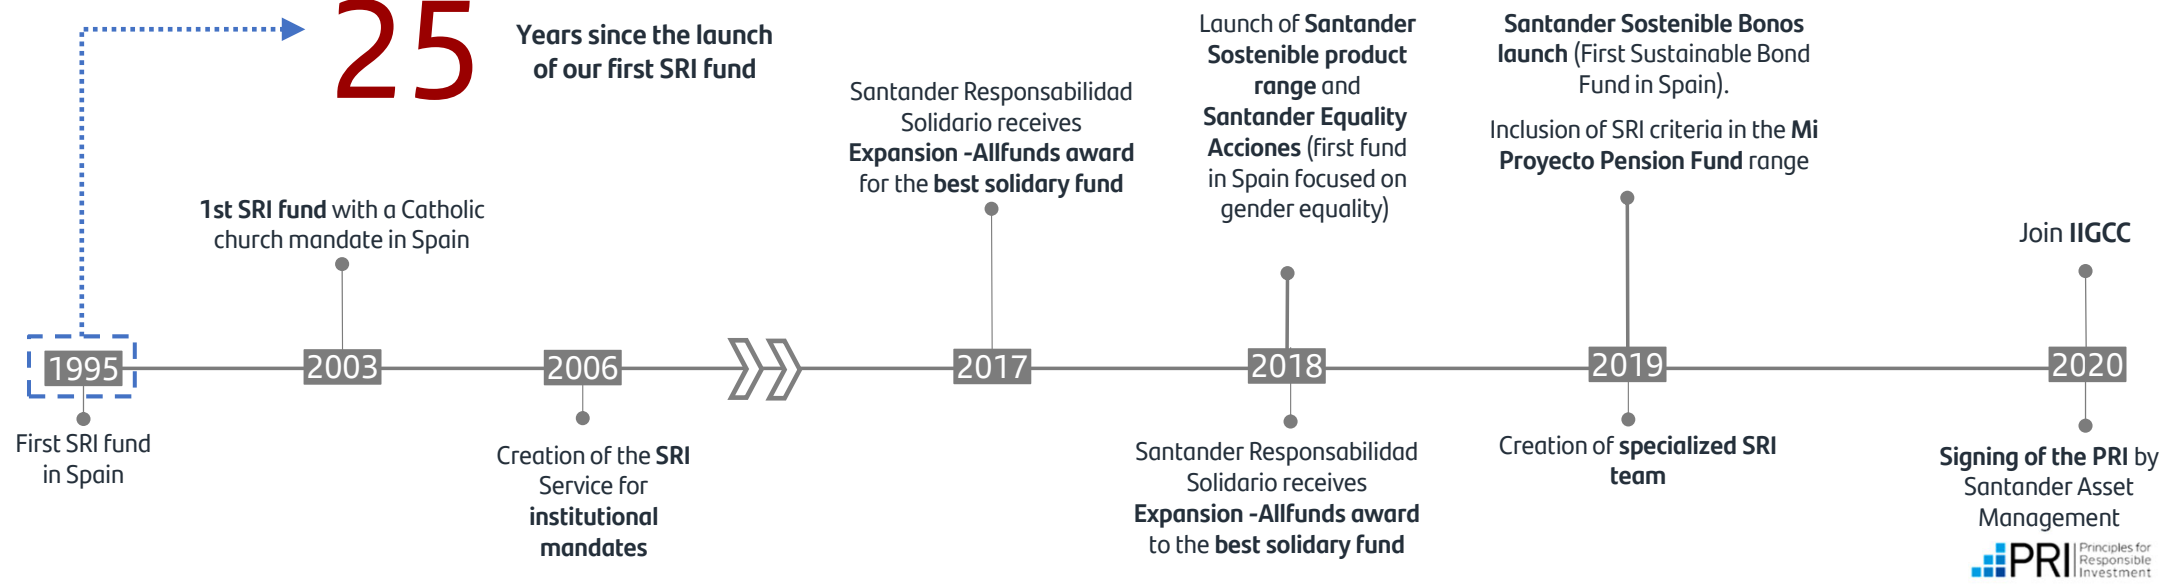 25
Years since the launch
of our first SRI fund
1st SRI fund with a Catholic
church mandate in Spain
Santander Responsabilidad
Solidario receives
Expansion -Allfunds award
for the best solidary fund
Launch of Santander
Sostenible product
range and
Santander Equality
Acciones (first fund
in Spain focused on
gender equality)
Santander Sostenible Bonos
launch (First Sustainable Bond
Fund in Spain).
Inclusion of SRI criteria in the Mi
Proyecto Pension Fund range
Join IIGCC
1995
2003
2006
2017
2018
2019
2020
First SRI fund
in Spain
Creation of the SRI
Service for
institutional
mandates
Santander Responsabilidad
Solidario receives
Expansion -Allfunds award
to the best solidary fund
Creation of specialized SRI
team
Signing of the PRI by
Santander Asset
Management
PRI
Principles for
Responsible
Investment